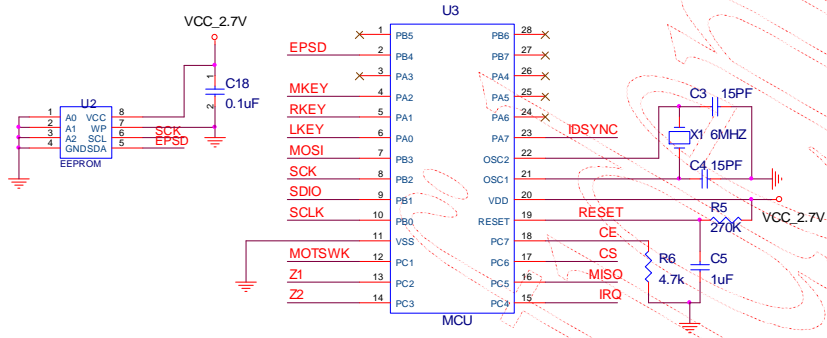 U3
VCC_2.7V
1 PB5 PB6 28
EPSD 2 PB4 PB7 27
3 PA3 PA4 26
MKEY 4 PA2 PA5 25
RKEY 5 PA1 PA6 24
LKEY 6 PA0 PA7 23 IDSYNC
MOSI 7 PB3 OSC2 22
SCK 8 PB2 OSC1 21
SDIO 9 PB1 VDD 20
SCLK 10 PB0 RESET 19 RESET
11 VSS PC7 18 CE
MOTSWK 12 PC1 PC6 17 CS
Z1 13 PC2 PC5 16 MISO
Z2 14 PC3 PC4 15 IRQ
MCU
1
C18
2
0.1uF
U2
1 A0 VCC 8
2 A1 WP 7
3 A2 SCL 6 SCK
4 GND SDA 5 EPSD
EEPROM
C3 15PF
X1 6MHZ
C4 15PF
R5
270K
VCC_2.7V
R6
4.7k
C5
1uF